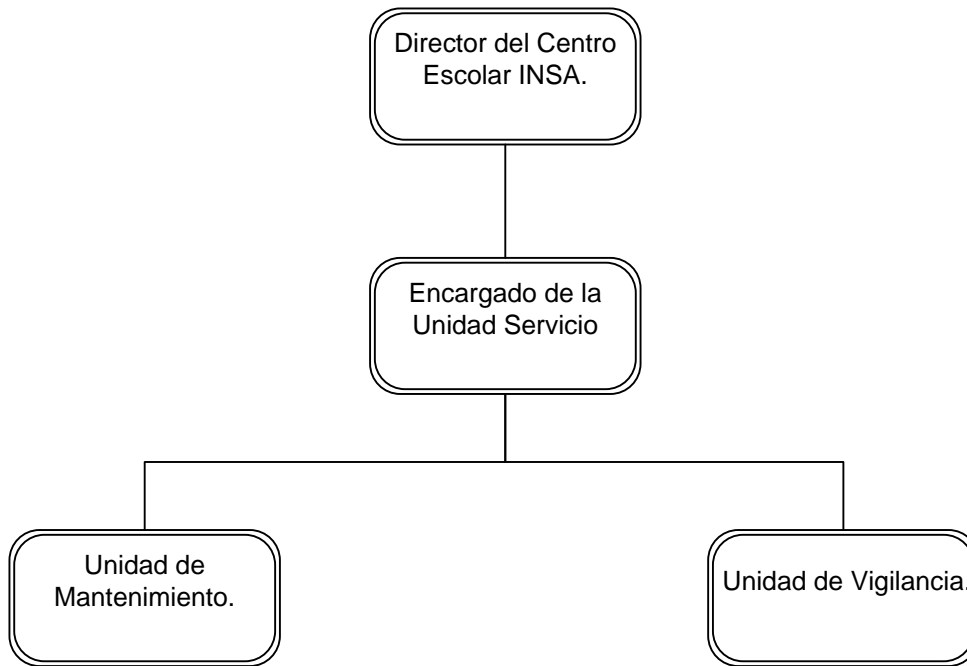 Director del Centro
Escolar INSA.
Encargado de la
Unidad Servicio
Unidad de
Mantenimiento.
Unidad de Vigilancia.